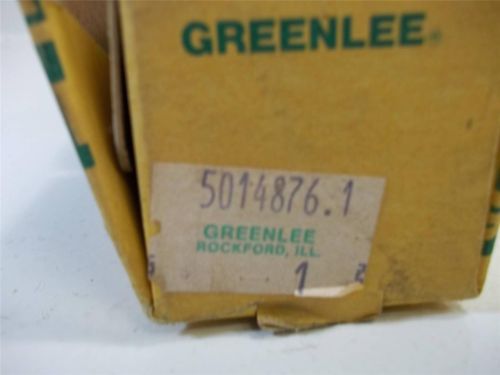 GREENLEE®
5014876.1
GREENLEE
ROCKFORD, ILL.
1